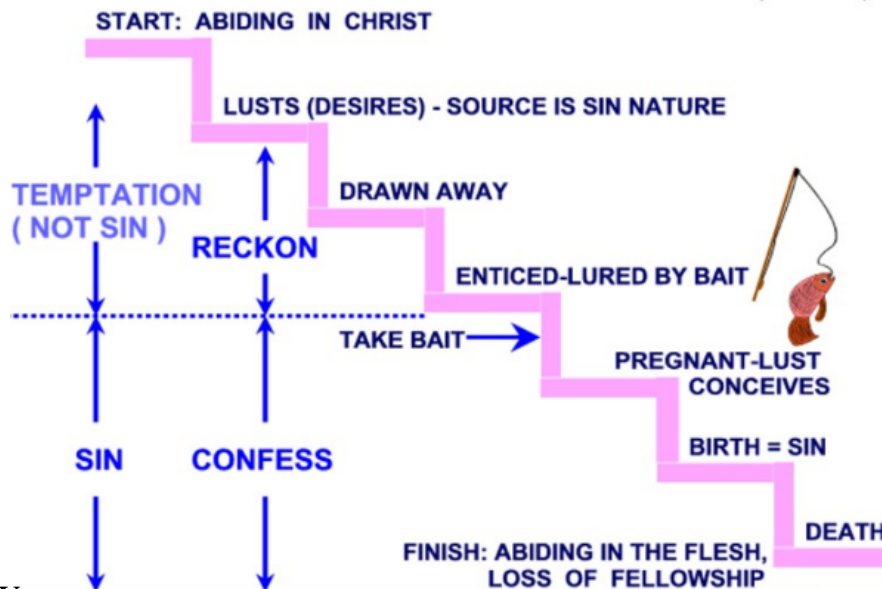 START: ABIDING IN CHRIST
LUSTS (DESIRES) - SOURCE IS SIN NATURE
TEMPTATION
( NOT SIN )
DRAWN AWAY
RECKON
ENTICED-LURED BY BAIT
TAKE BAIT
PREGNANT-LUST
CONCEIVES
SIN
CONFESS
BIRTH = SIN
DEATH
FINISH: ABIDING IN THE FLESH,
LOSS OF FELLOWSHIP